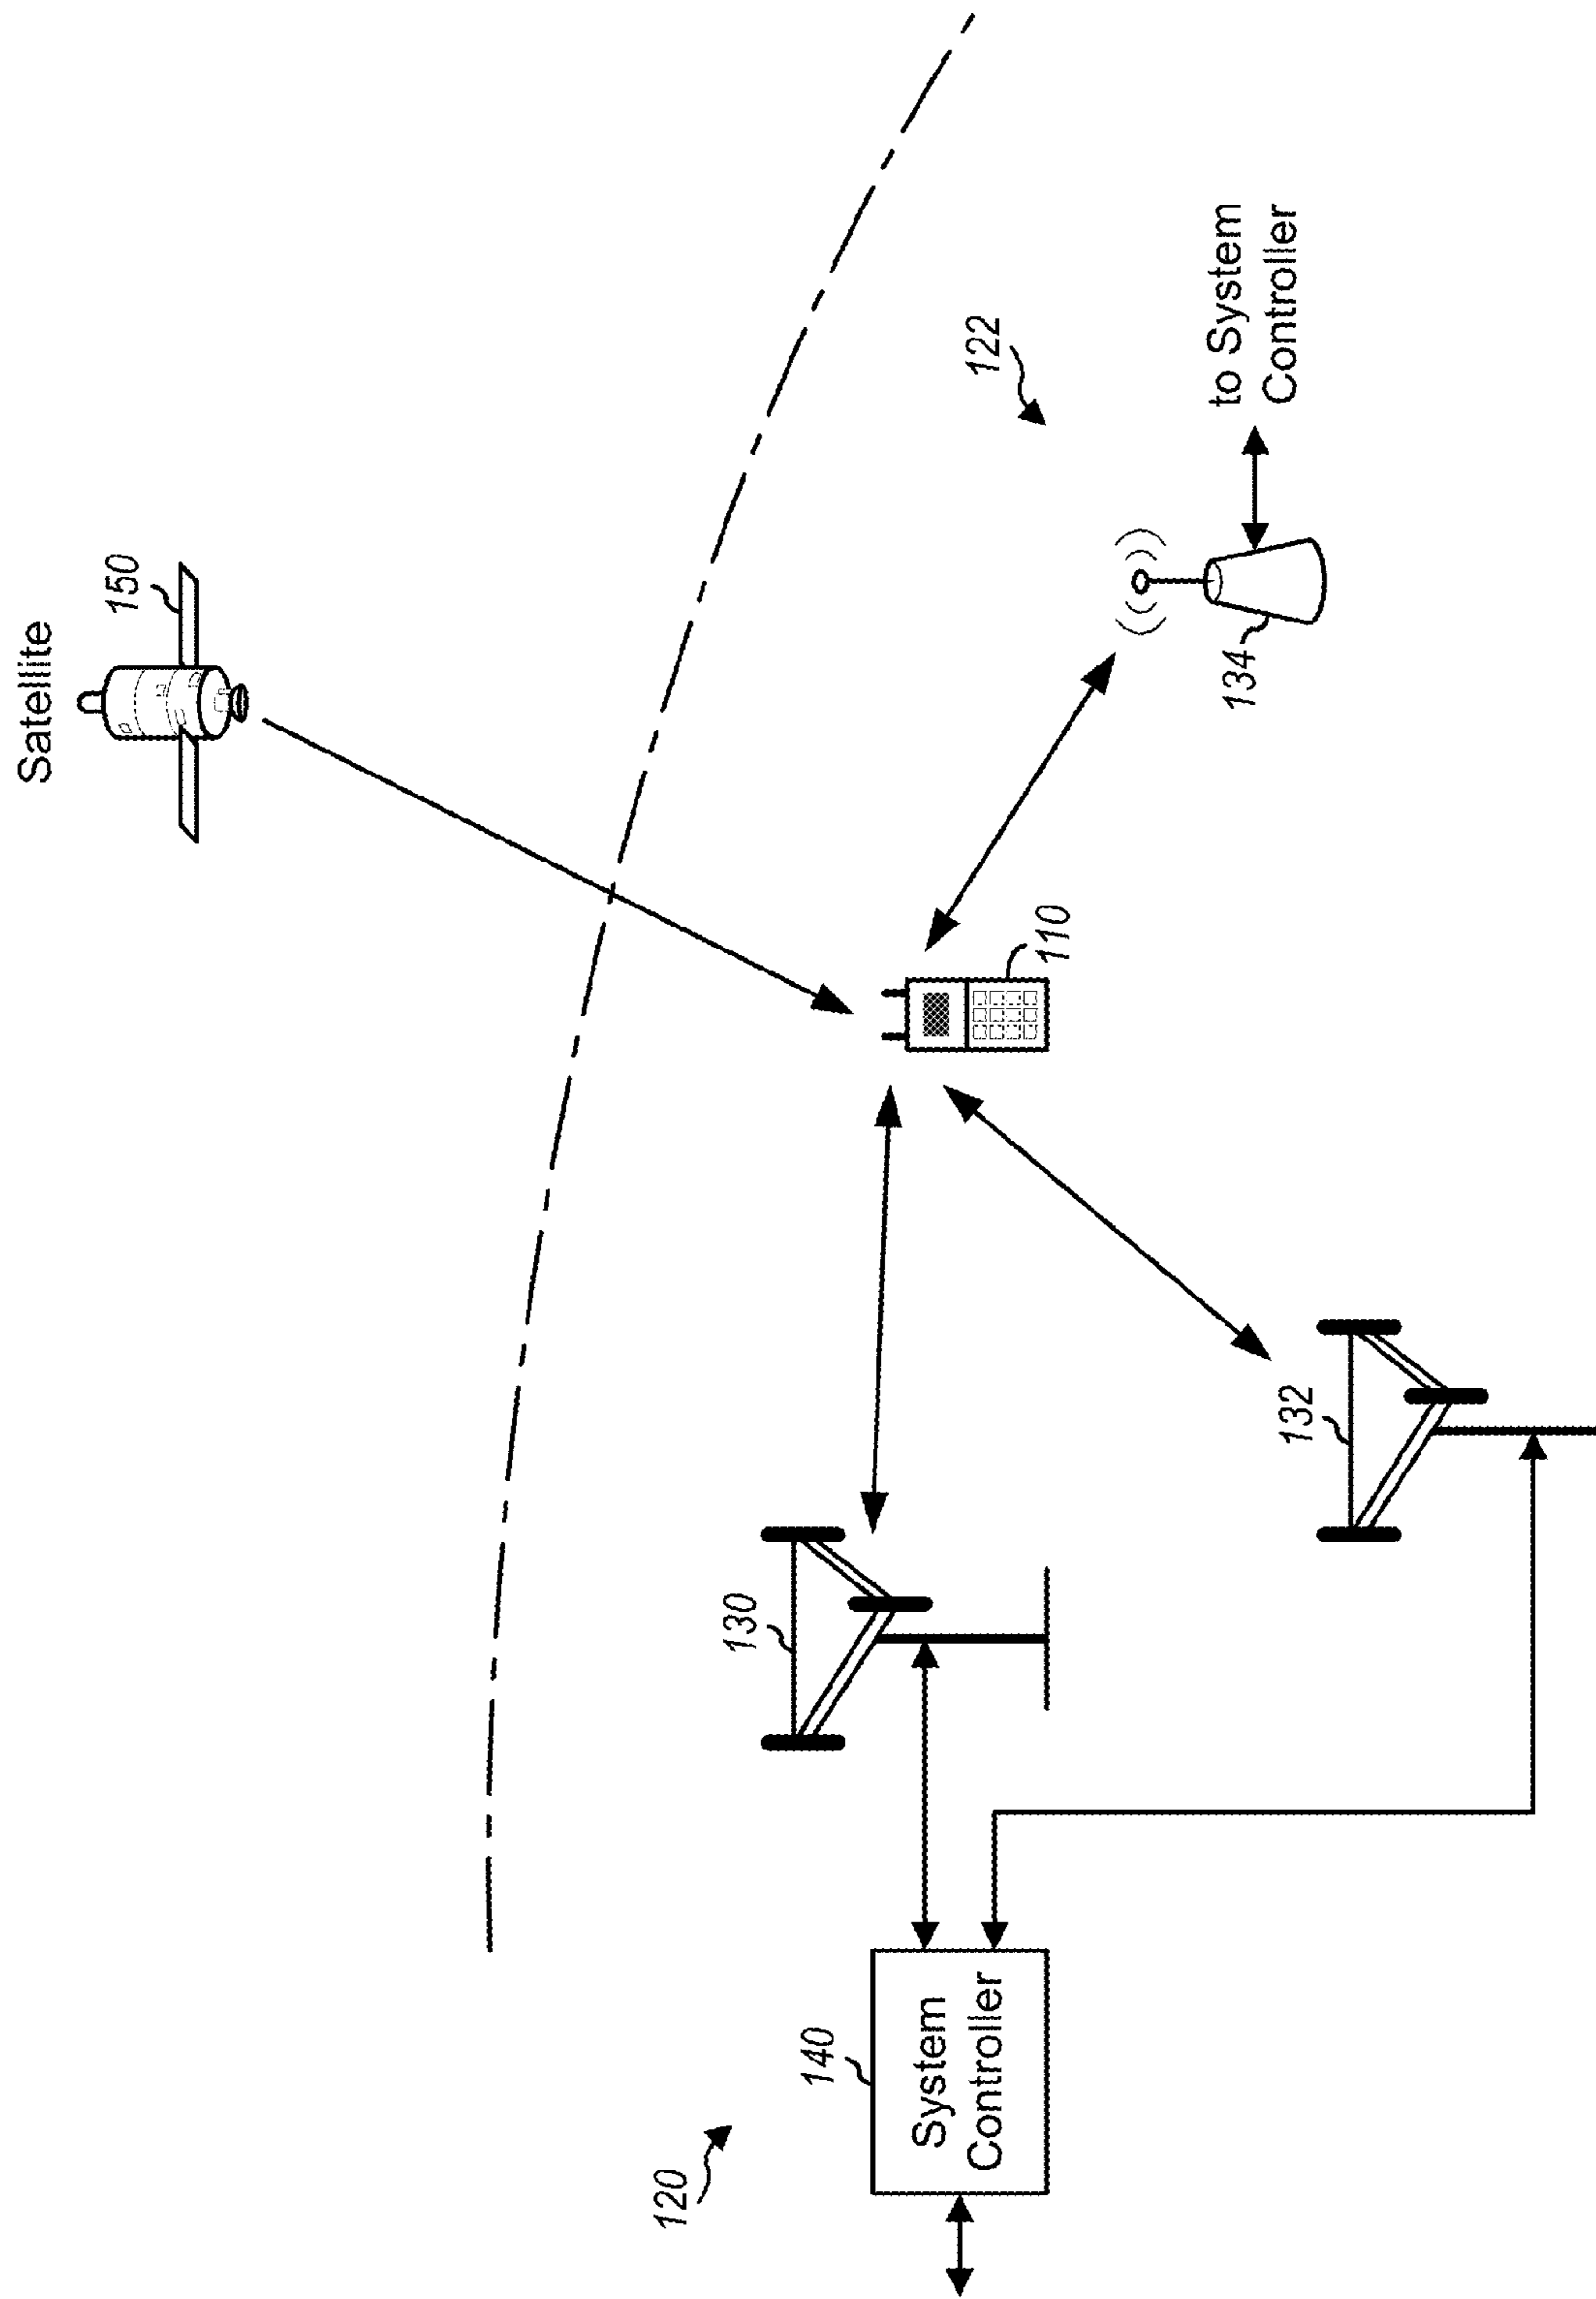 Satellite
150
120
140
System
Controller
130
132
110
122
134
to System
Controller